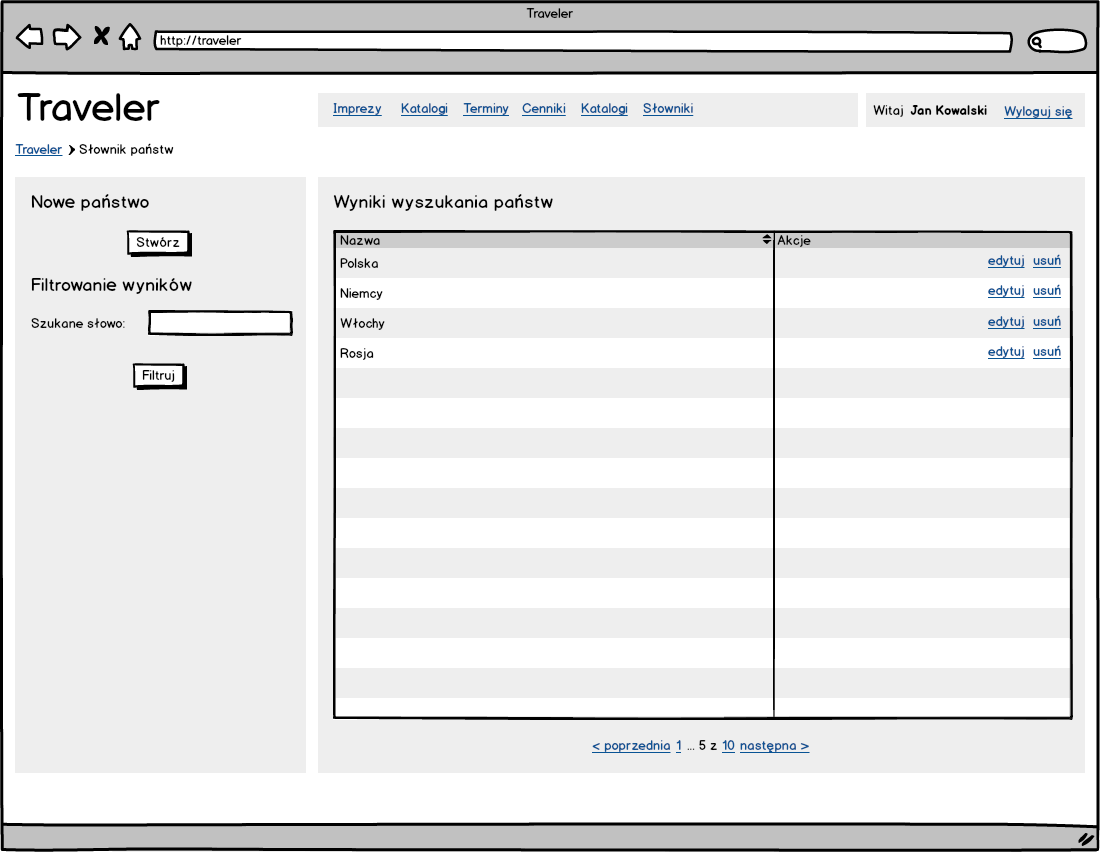 Traveler
http://traveler
Traveler
Imprezy Katalogi Terminy Cenniki Katalogi Słowniki
Witaj Jan Kowalski Wyloguj się
Traveler > Słownik państw
Nowe państwo
Stwórz
Filtrowanie wyników
Szukane słowo:
Filtruj
Wyniki wyszukania państw
Nazwa Akcje
Polska edytuj usuń
Niemcy edytuj usuń
Włochy edytuj usuń
Rosja edytuj usuń
< poprzednia 1 ... 5 z 10 następna >